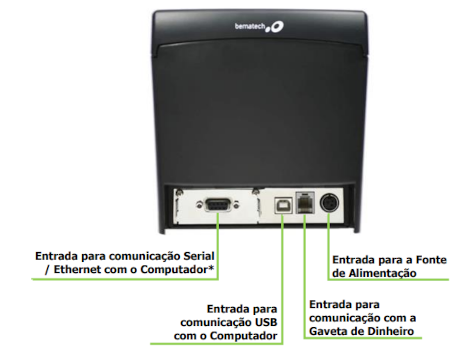 bematech
Entrada para comunicação Serial
/ Ethernet com o Computador*
Entrada para a Fonte
de Alimentação
Entrada para
comunicação USB
com o Computador
Entrada para
comunicação com a
Gaveta de Dinheiro